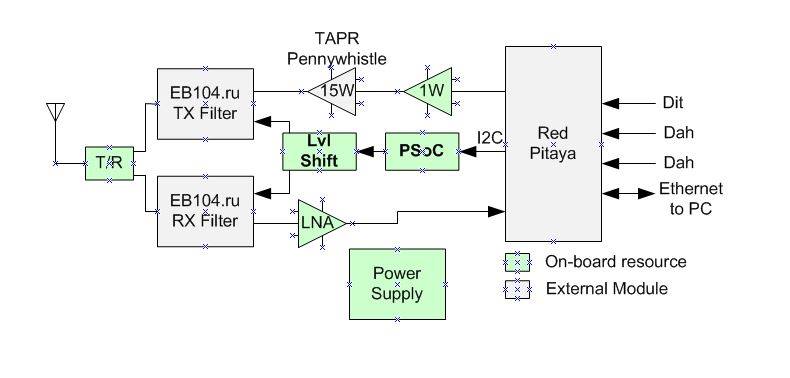 TAPR
Pennywhistle
EB104.ru
TX Filter
15W
1W
Red
Pitaya
Dit
Dah
Dah
Ethernet
to PC
I2C
T/R
Lvl
Shift
PSoC
EB104.ru
RX Filter
LNA
Power
Supply
On-board resource
External Module